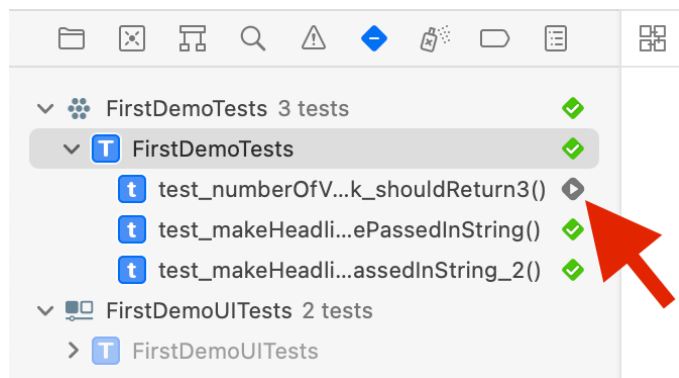 FirstDemoTests 3 tests
T FirstDemoTests
t test_numberOfV...k_shouldReturn3()
t test_makeHeadli...ePassedInString()
t test_makeHeadli...assedInString_2()
FirstDemoUITests 2 tests
T FirstDemoUITests